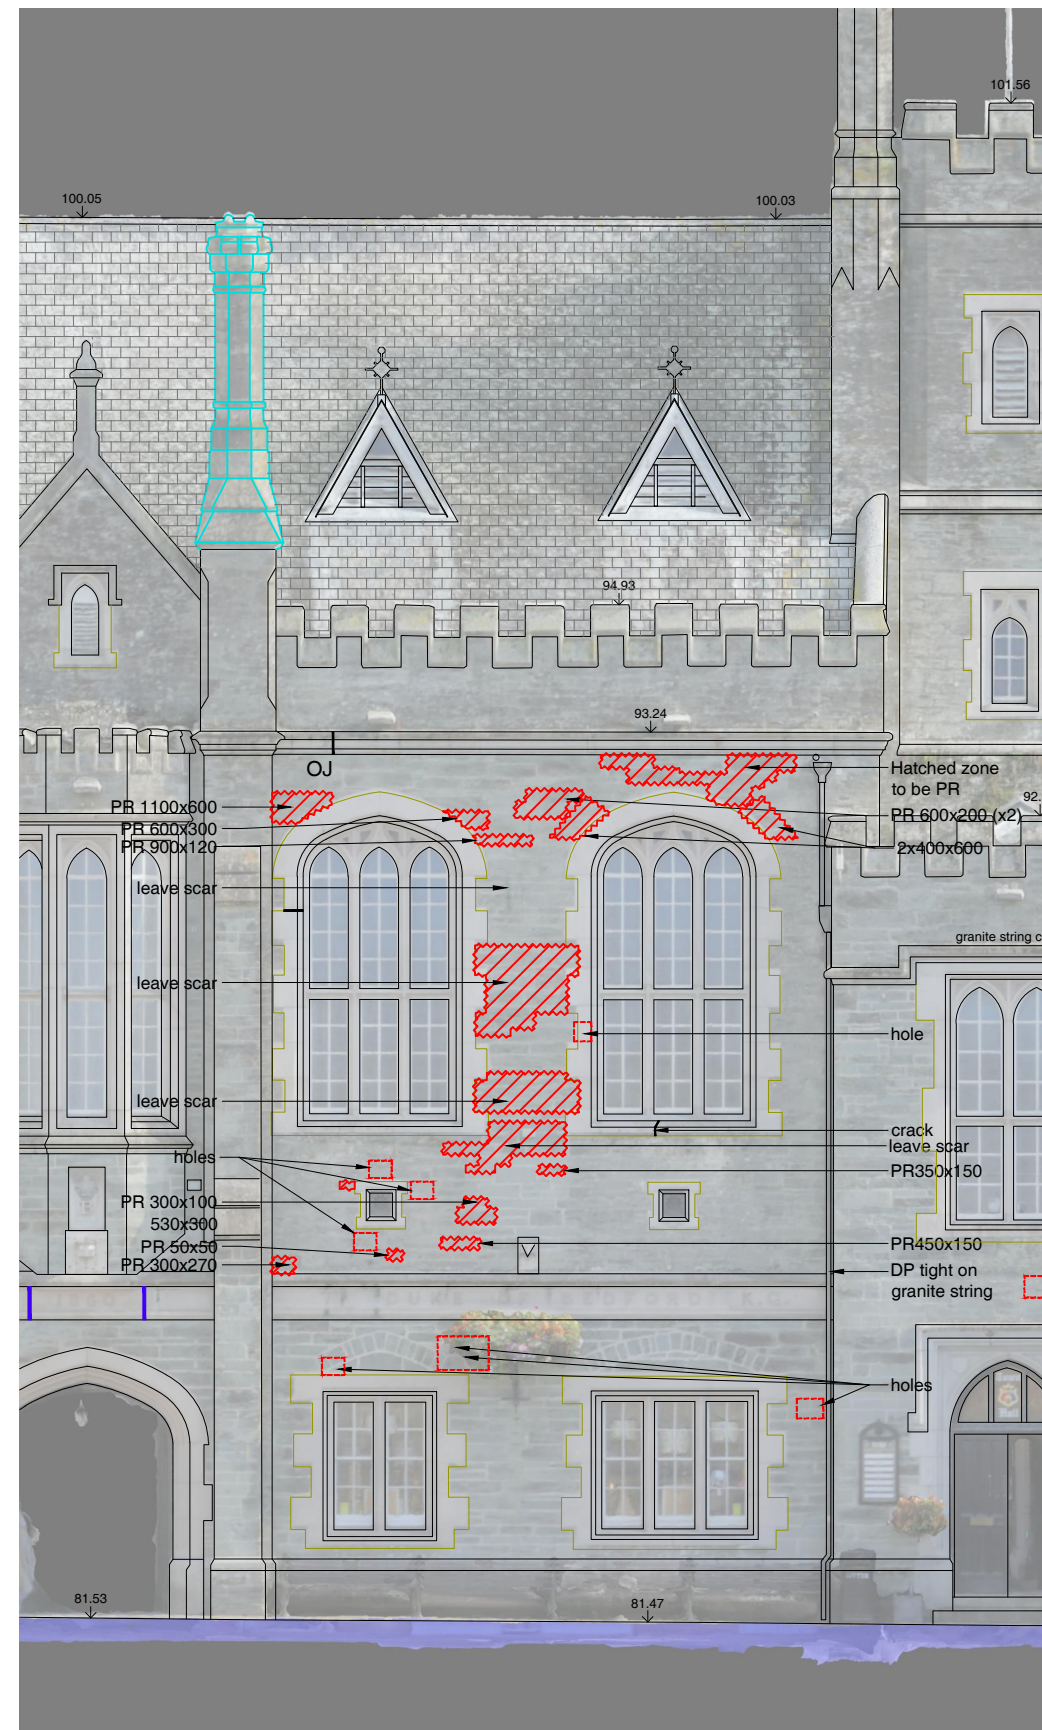 101.56
100.05
100.03
94.93
93.24
OJ
Hatched zone
to be PR
92.
PR 1100x600
PR 600x200 (x2)
PR 600x300
PR 900x120
2x400x600
leave scar
granite string c
leave scar
hole
leave scar
crack
leave scar
holes
PR350x150
PR 300x100
530x300
PR 50x50
PR450x150
PR 300x270
DP tight on
granite string
holes
81.53
81.47